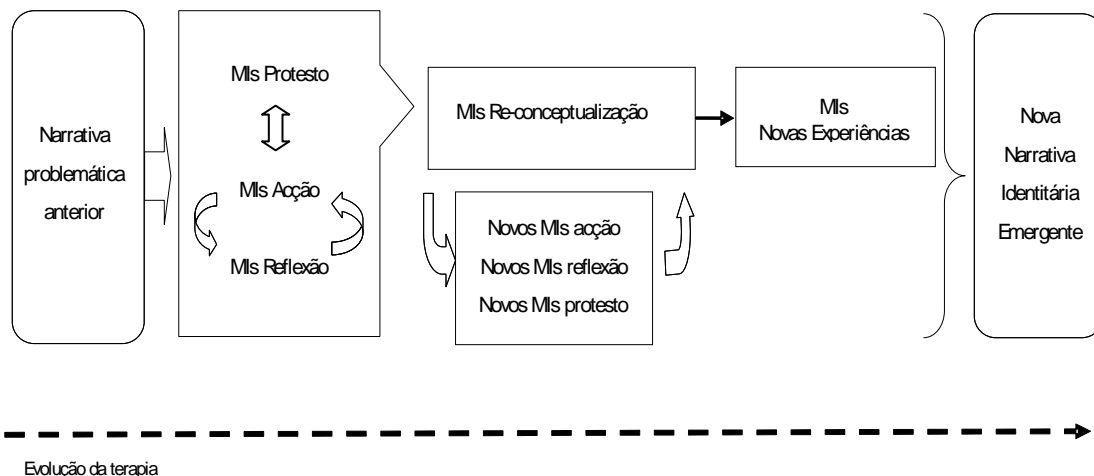 Narrativa
problemática
anterior
MIs Protesto
MIs Acção
MIs Reflexão
MIs Re-conceptualização
Novos MIs acção
Novos MIs reflexão
Novos MIs protesto
MIs
Novas Experiências
Nova
Narrativa
Identitária
Emergente
Evolução da terapia